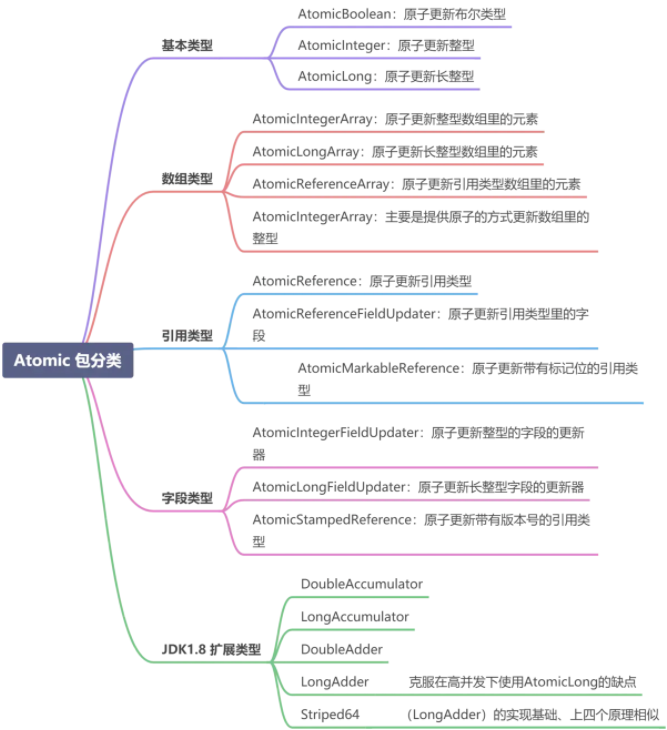 AtomicBoolean：原子更新布尔类型
基本类型
AtomicInteger：原子更新整型
AtomicLong：原子更新长整型
AtomicIntegerArray：原子更新整型数组里的元素
AtomicLongArray：原子更新长整型数组里的元素
数组类型
AtomicReferenceArray：原子更新引用类型数组里的元素
AtomicIntegerArray：主要是提供原子的方式更新数组里的
整型
AtomicReference：原子更新引用类型
AtomicReferenceFieldUpdater：原子更新引用类型里的字
段
引用类型
Atomic 包分类
AtomicMarkableReference：原子更新带有标记位的引用类
型
AtomicIntegerFieldUpdater：原子更新整型的字段的更新
器
AtomicLongFieldUpdater：原子更新长整型字段的更新器
字段类型
AtomicStampedReference：原子更新带有版本号的引用类
型
DoubleAccumulator
LongAccumulator
JDK1.8 扩展类型
DoubleAdder
LongAdder 克服在高并发下使用AtomicLong的缺点
Striped64 （LongAdder）的实现基础、上四个原理相似